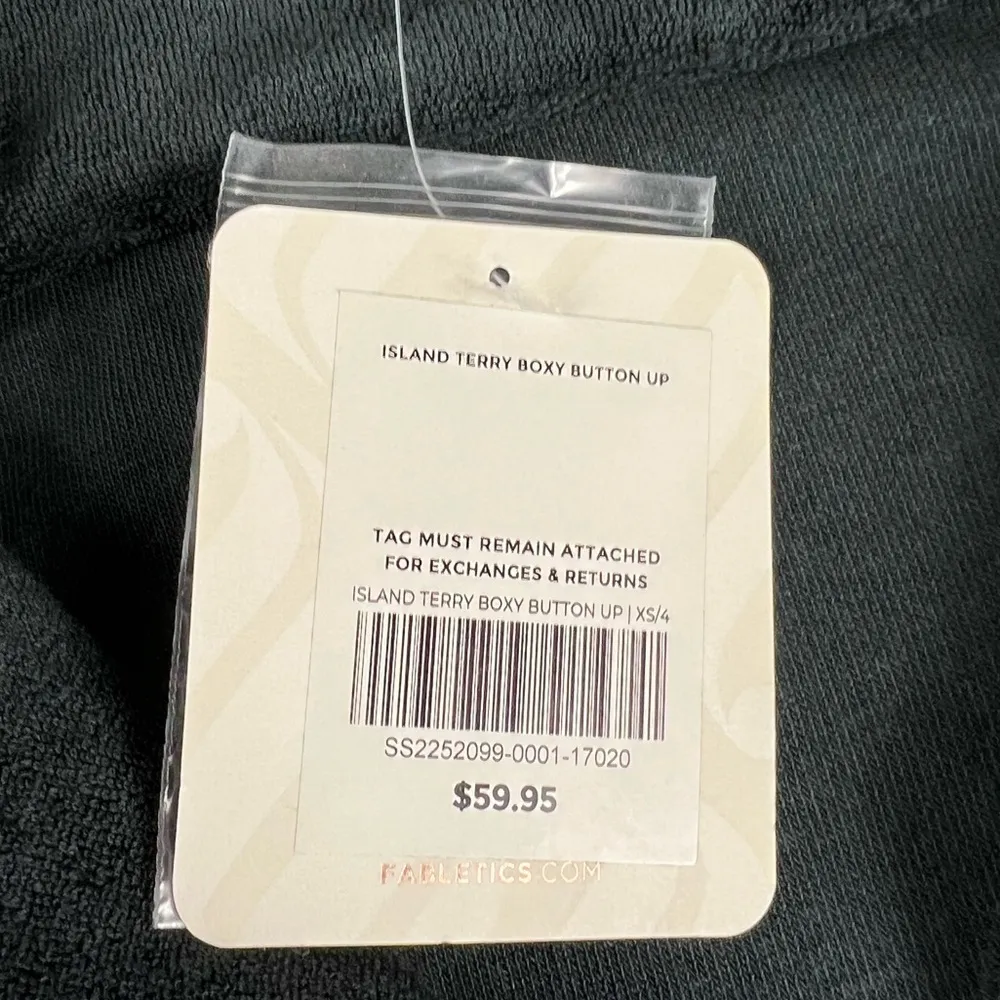 ISLAND TERRY BOXY BUTTON UP
TAG MUST REMAIN ATTACHED
FOR EXCHANGES & RETURNS
ISLAND TERRY BOXY BUTTON UP | XS/4
SS2252099-0001-17020
$59.95
FABLETICS.COM